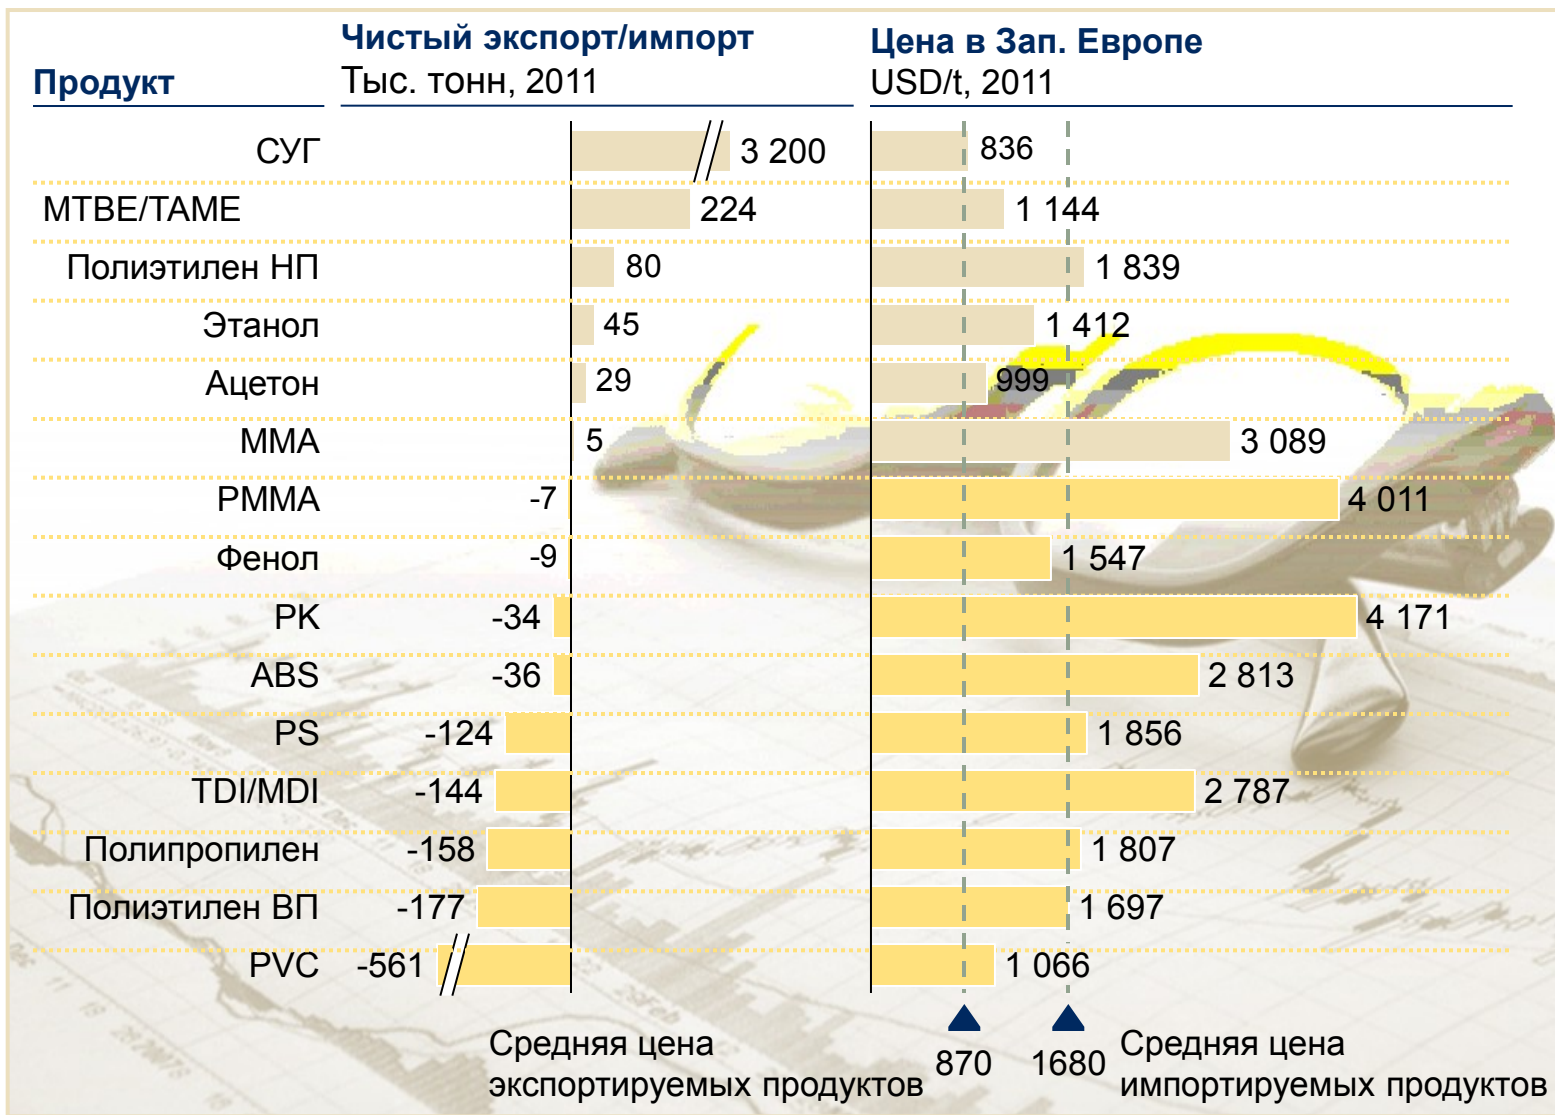 Чистый экспорт/импорт
Тыс. тонн, 2011
Цена в Зап. Европе
USD/t, 2011
Продукт
СУГ 3 200 836
MTBE/TAME 224 1 144
Полиэтилен НП 80 1 839
Этанол 45 1 412
Ацетон 29 999
MMA 5 3 089
PMMA -7 4 011
Фенол -9 1 547
PK -34 4 171
ABS -36 2 813
PS -124 1 856
TDI/MDI -144 2 787
Полипропилен -158 1 807
Полиэтилен ВП -177 1 697
PVC -561 1 066
Средняя цена
экспортируемых продуктов
870
1680
Средняя цена
импортируемых продуктов